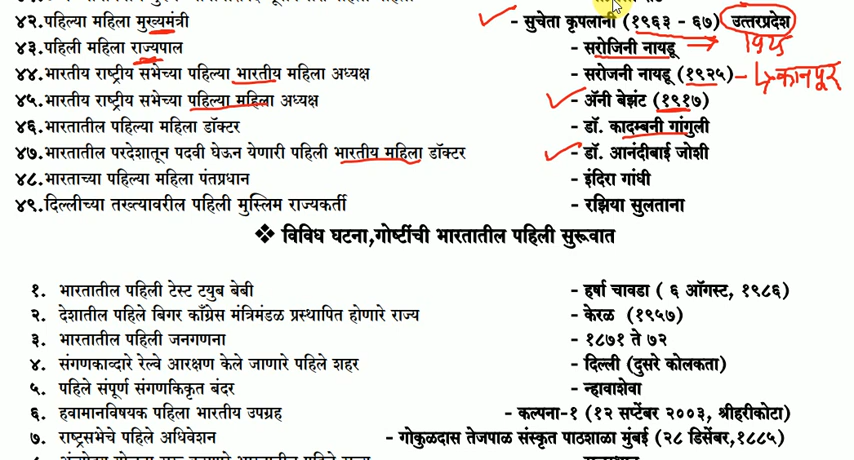 ४२.पहिल्या महिला मुख्यमंत्री - सुचेता कृपलानी (१९६३ - ६७) उत्तरप्रदेश
४३.पहिली महिला राज्यपाल - सरोजिनी नायडू 1925
४४.भारतीय राष्ट्रीय सभेच्या पहिल्या भारतीय महिला अध्यक्ष - सरोजनी नायडू (१९२५) कानपूर
४५.भारतीय राष्ट्रीय सभेच्या पहिल्या महिला अध्यक्ष - ॲनी बेझंट (१९१७)
४६.भारतातील पहिल्या महिला डॉक्टर - डॉ. कादम्बनी गांगुली
४७.भारतातील परदेशातून पदवी घेऊन येणारी पहिली भारतीय महिला डॉक्टर - डॉ. आनंदीबाई जोशी
४८.भारताच्या पहिल्या महिला पंतप्रधान - इंदिरा गांधी
४९.दिल्लीच्या तख्त्यावरील पहिली मुस्लिम राज्यकर्ती - रझिया सुलताना
❖ विविध घटना,गोष्टींची भारतातील पहिली सुरूवात
१. भारतातील पहिली टेस्ट ट्युब बेबी - हर्षा चावडा ( ६ ऑगस्ट, १९८६)
२. देशातील पहिले बिगर काँग्रेस मंत्रिमंडळ प्रस्थापित होणारे राज्य - केरळ (१९५७)
३. भारतातील पहिली जनगणना - १८७१ ते ७२
४. संगणकाव्दारे रेल्वे आरक्षण केले जाणारे पहिले शहर - दिल्ली (दुसरे कोलकता)
५. पहिले संपूर्ण संगणकिकृत बंदर - न्हावाशेवा
६. हवामानविषयक पहिला भारतीय उपग्रह - कल्पना-१ (१२ सप्टेंबर २००३, श्रीहरीकोटा)
७. राष्ट्रसभेचे पहिले अधिवेशन - गोकुळदास तेजपाळ संस्कृत पाठशाळा मुंबई (२८ डिसेंबर,१८८५)